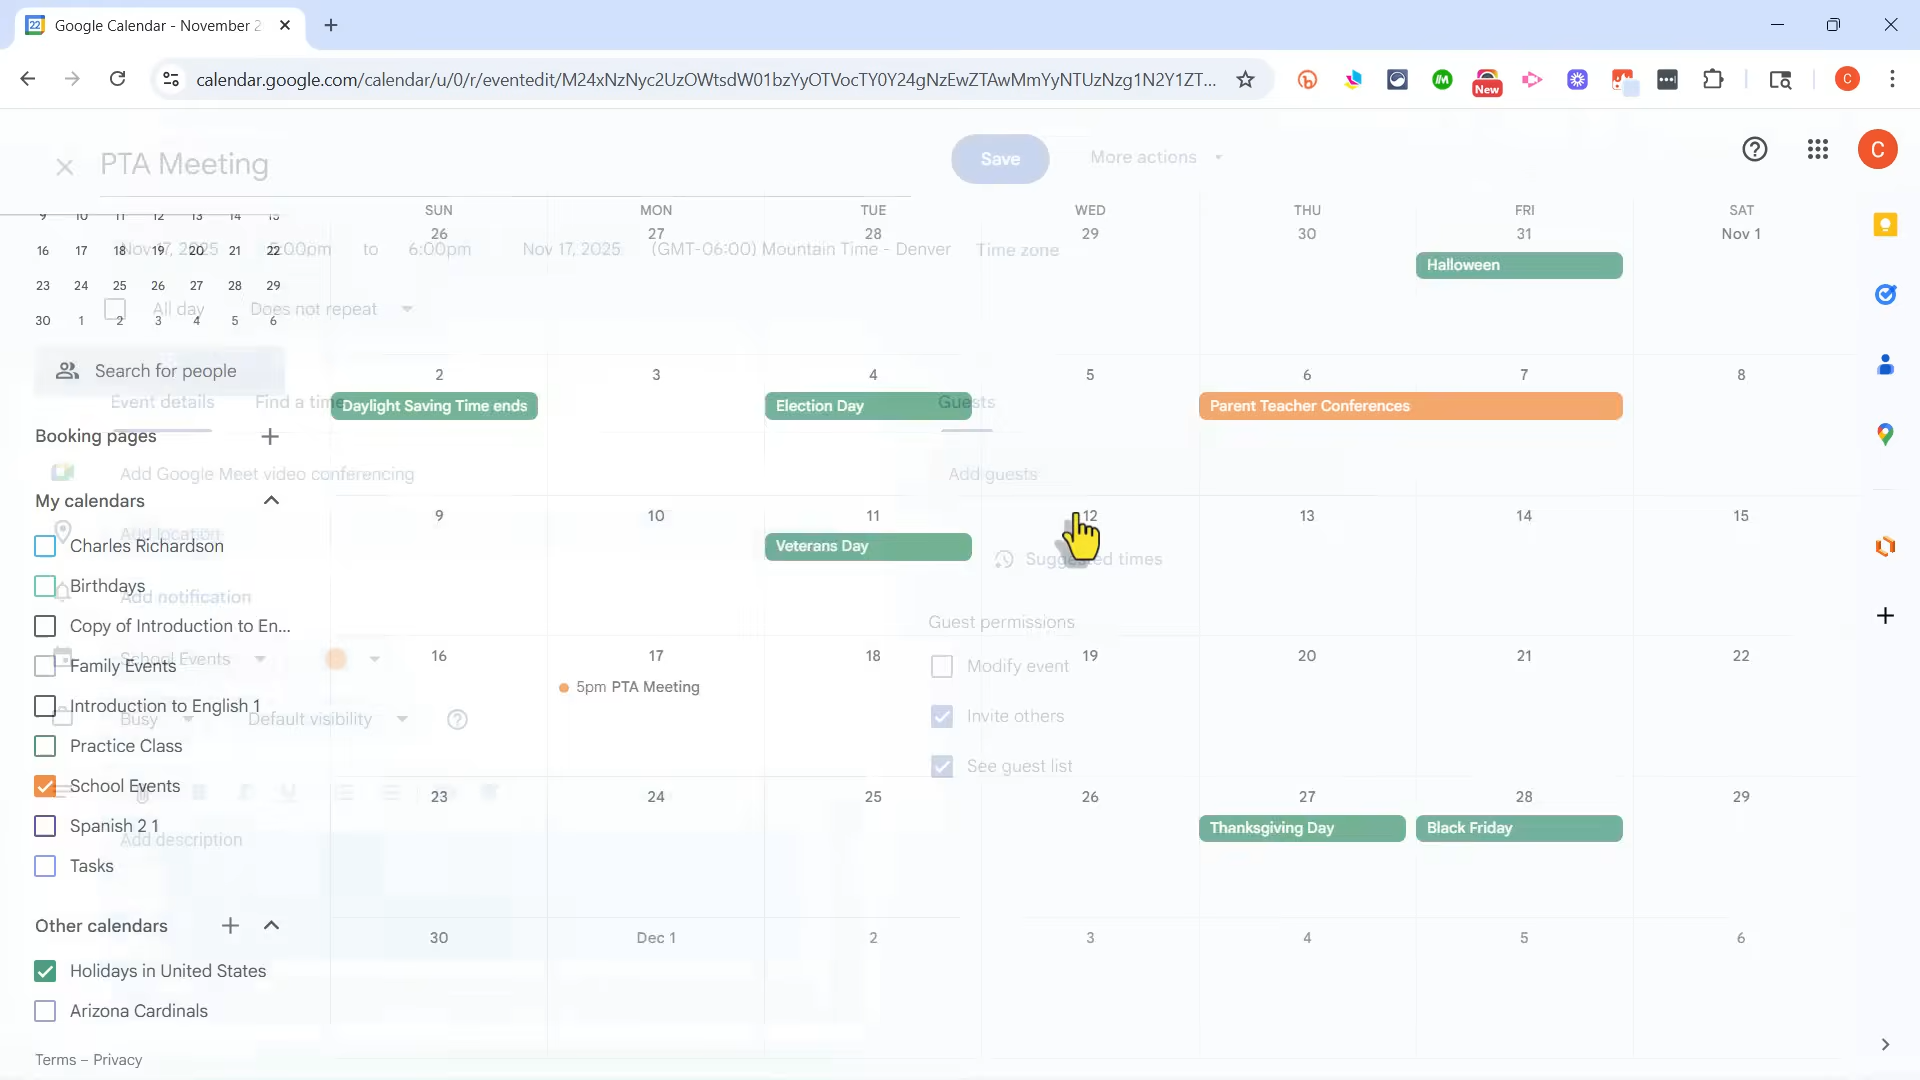 Google Calendar - November 2
calendar.google.com/calendar/u/0/r/eventedit/M24xNzNyc2UzOWtsdW01bzYyOTVocTY0Y24gNzEwZTAwMmYyNTUzNzg1N2Y1ZT...
New
C
PTA Meeting
Save
More actions
C
9 10 11 12 13 14 15
SUN MON TUE WED THU FRI SAT
26 27 28 29 30 31 Nov 1
Nov 17, 2025 5:00pm to 6:00pm Nov 17, 2025 (GMT-06:00) Mountain Time - Denver Time zone
16 17 18 19 20 21 22
Halloween
23 24 25 26 27 28 29
All day Does not repeat
30 1 2 3 4 5 6
Search for people
2 3 4 5 6 7 8
Event details Find a time
Daylight Saving Time ends
Election Day
Guests
Parent Teacher Conferences
Booking pages
Add Google Meet video conferencing
Add guests
My calendars
9 10 11 12 13 14 15
Add location
Charles Richardson
Veterans Day
Suggested times
Birthdays
Add notification
Copy of Introduction to En...
Guest permissions
16 17 18 19 20 21 22
School Events
Family Events
Modify event
5pm PTA Meeting
Introduction to English 1
Busy Default visibility
Invite others
Practice Class
See guest list
School Events
23 24 25 26 27 28 29
Spanish 2 1
Add description
Thanksgiving Day
Black Friday
Tasks
Other calendars
30 Dec 1 2 3 4 5 6
Holidays in United States
Arizona Cardinals
Terms – Privacy